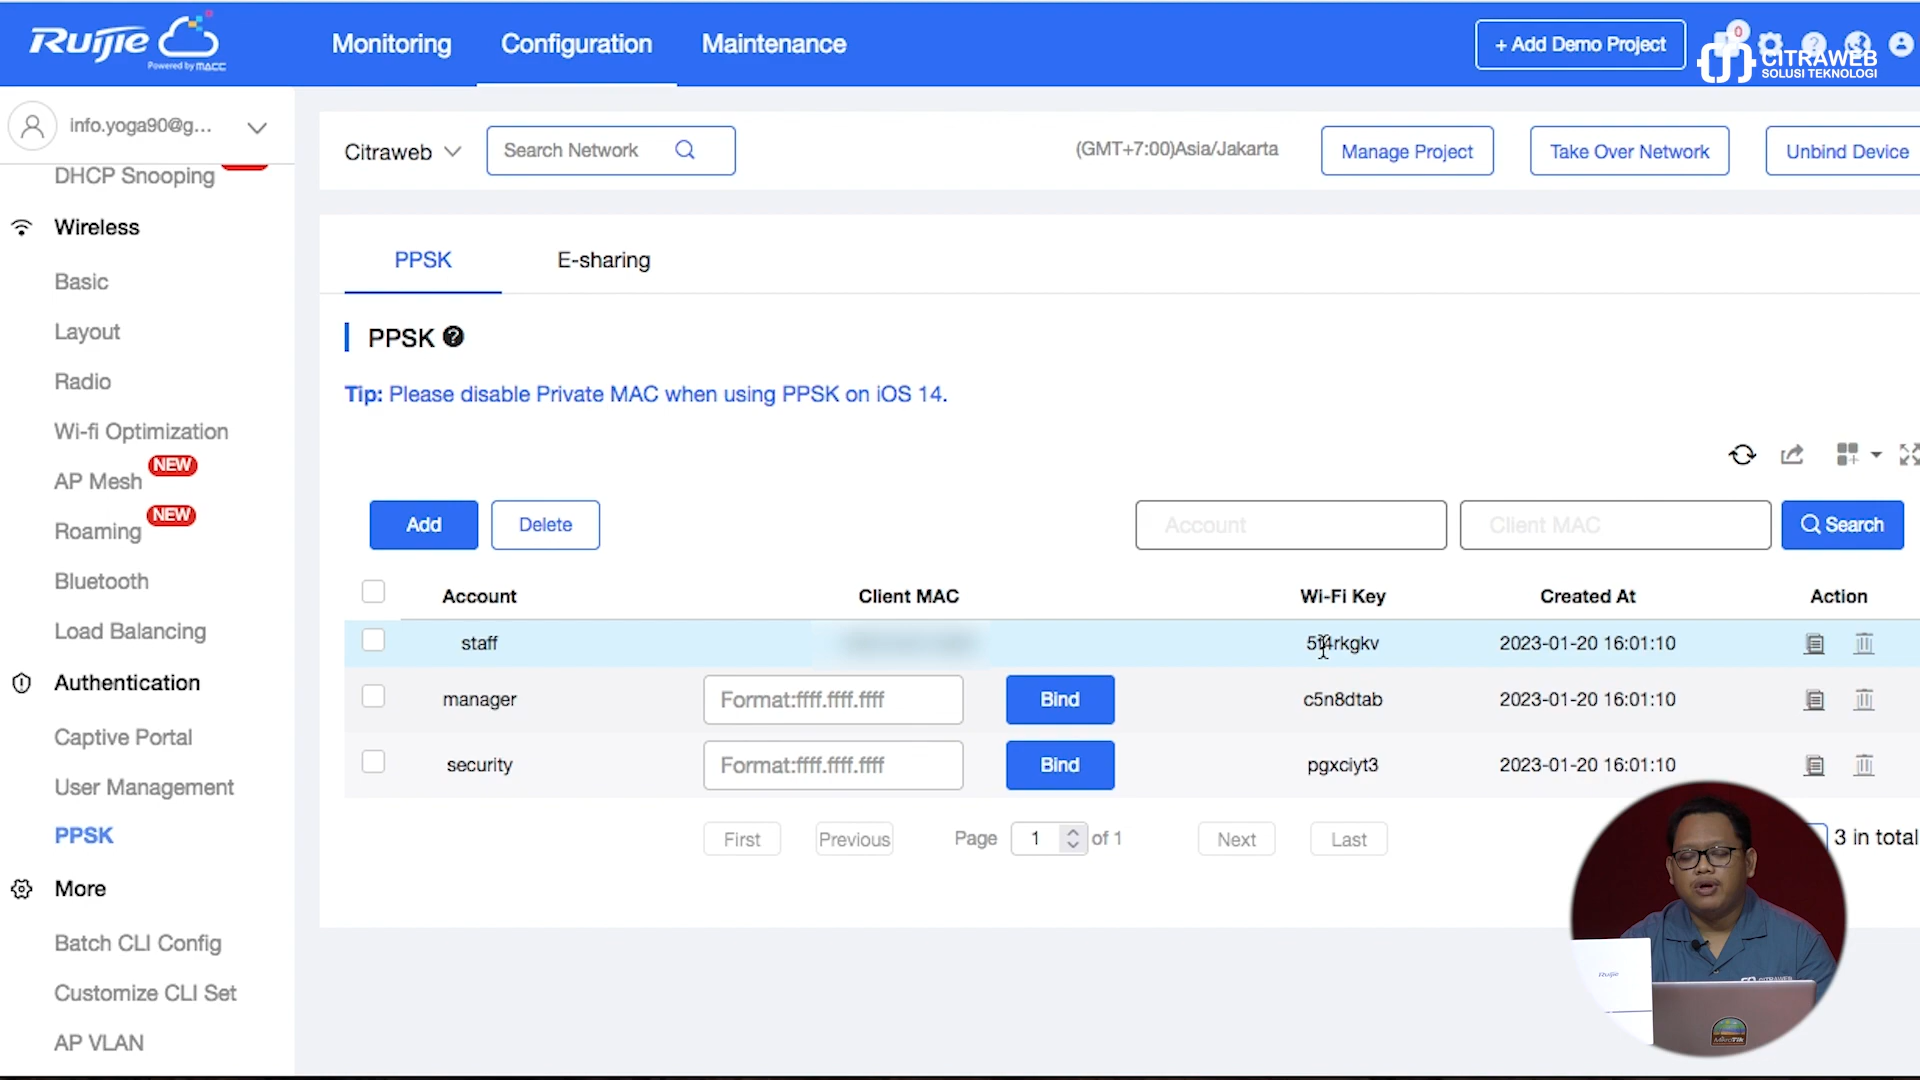 Ruijie
Powered by MACC
Monitoring
Configuration
Maintenance
+ Add Demo Project
0
CITRAWEB
SOLUSI TEKNOLOGI
info.yoga90@g...
DHCP Snooping
Wireless
Basic
Layout
Radio
Wi-fi Optimization
AP Mesh NEW
Roaming NEW
Bluetooth
Load Balancing
Authentication
Captive Portal
User Management
PPSK
More
Batch CLI Config
Customize CLI Set
AP VLAN
Citraweb
Search Network
(GMT+7:00)Asia/Jakarta
Manage Project
Take Over Network
Unbind Device
PPSK
E-sharing
PPSK
Tip: Please disable Private MAC when using PPSK on iOS 14.
Add
Delete
Account
Client MAC
Search
Account Client MAC Wi-Fi Key Created At Action
staff 2023-01-20 16:01:10
manager Format:ffff.ffff.ffff Bind c5n8dtab 2023-01-20 16:01:10
security Format:ffff.ffff.ffff Bind pgxciyt3 2023-01-20 16:01:10
First Previous Page 1 of 1 Next Last 3 in total
Ruijie
CITRAWEB
MikroTik